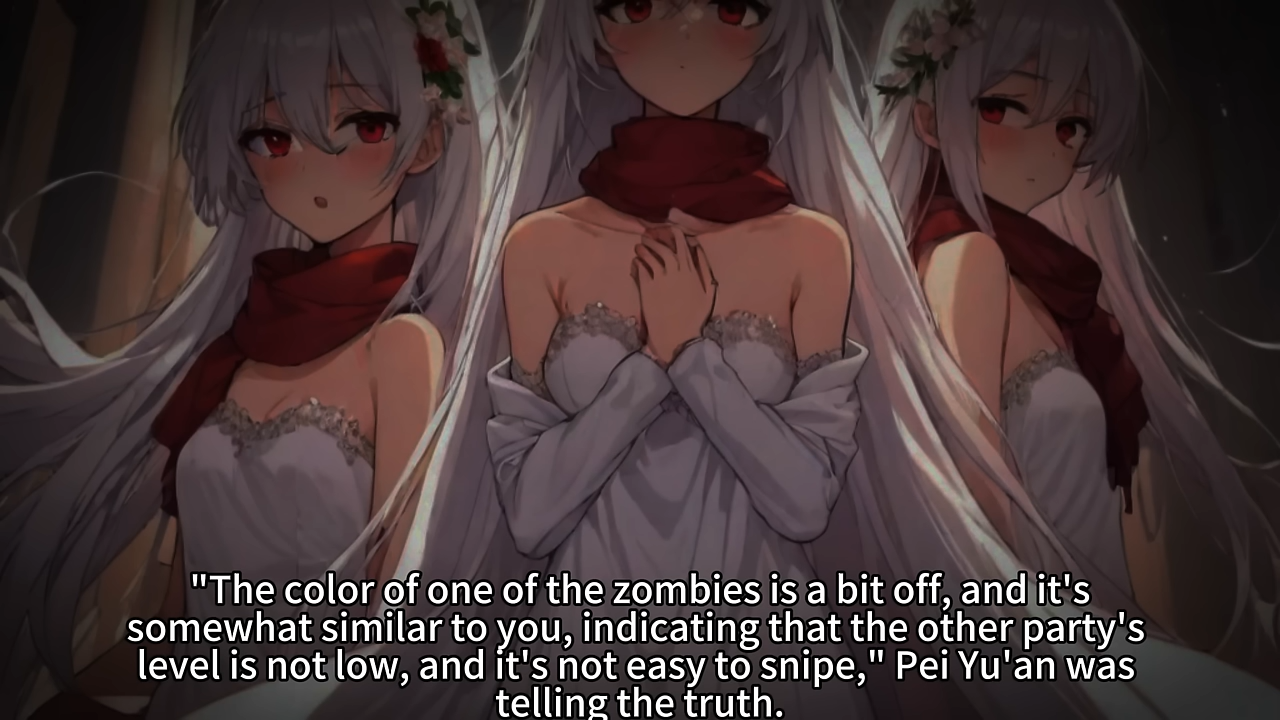 "The color of one of the zombies is a bit off, and it's
somewhat similar to you, indicating that the other party's
level is not low, and it's not easy to snipe," Pei Yu'an was
telling the truth.